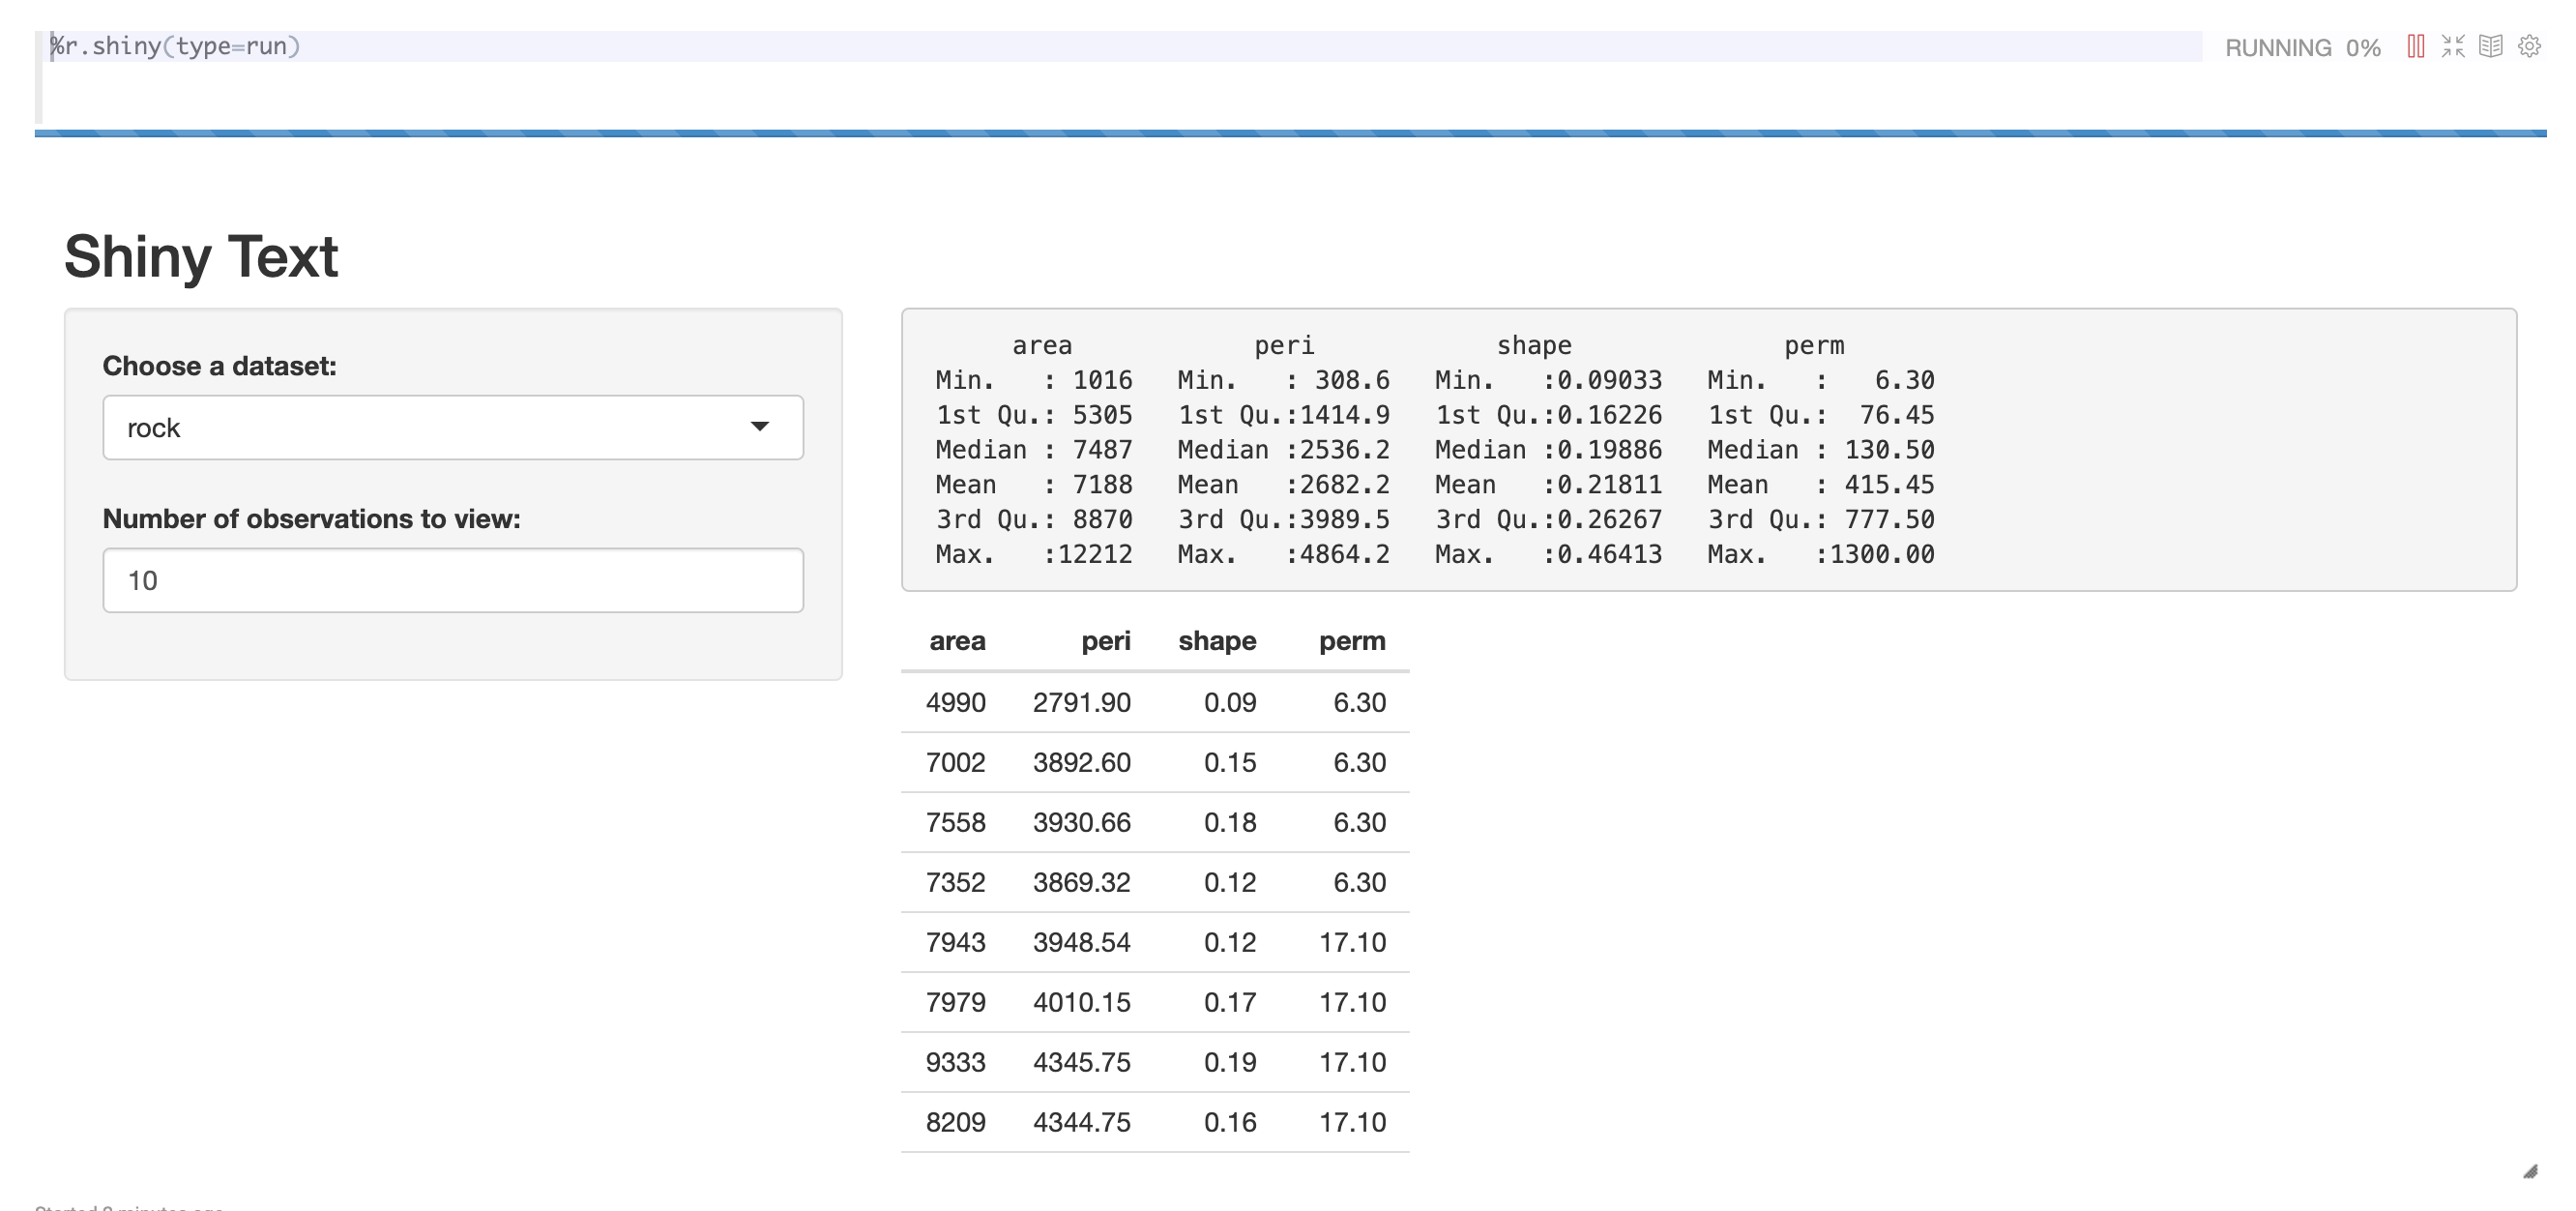 %r.shiny(type=run)
RUNNING 0%
Shiny Text
Choose a dataset:
rock
Number of observations to view:
10
area peri shape perm
Min. : 1016 Min. : 308.6 Min. :0.09033 Min. : 6.30
1st Qu.: 5305 1st Qu.:1414.9 1st Qu.:0.16226 1st Qu.: 76.45
Median : 7487 Median :2536.2 Median :0.19886 Median : 130.50
Mean : 7188 Mean :2682.2 Mean :0.21811 Mean : 415.45
3rd Qu.: 8870 3rd Qu.:3989.5 3rd Qu.:0.26267 3rd Qu.: 777.50
Max. :12212 Max. :4864.2 Max. :0.46413 Max. :1300.00
area peri shape perm
4990 2791.90 0.09 6.30
7002 3892.60 0.15 6.30
7558 3930.66 0.18 6.30
7352 3869.32 0.12 6.30
7943 3948.54 0.12 17.10
7979 4010.15 0.17 17.10
9333 4345.75 0.19 17.10
8209 4344.75 0.16 17.10